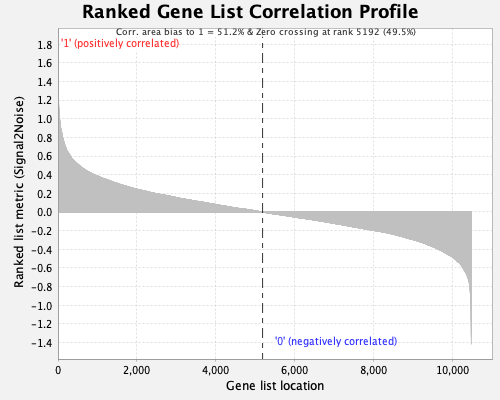 Ranked Gene List Correlation Profile
Corr. area bias to 1 = 51.2% & Zero crossing at rank 5192 (49.5%)
'1' (positively correlated)
1.8
1.6
1.4
1.2
1.0
0.8
0.6
0.4
0.2
0.0
-0.2
-0.4
-0.6
-0.8
-1.0
-1.2
-1.4
Ranked list metric (Signal2Noise)
'0' (negatively correlated)
0 2,000 4,000 6,000 8,000 10,000
Gene list location